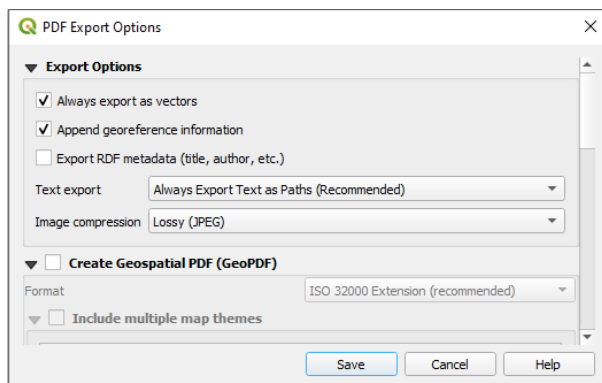 PDF Export Options
Export Options
Always export as vectors
Append georeference information
Export RDF metadata (title, author, etc.)
Text export Always Export Text as Paths (Recommended)
Image compression Lossy (JPEG)
Create Geospatial PDF (GeoPDF)
Format ISO 32000 Extension (recommended)
Include multiple map themes
Save Cancel Help